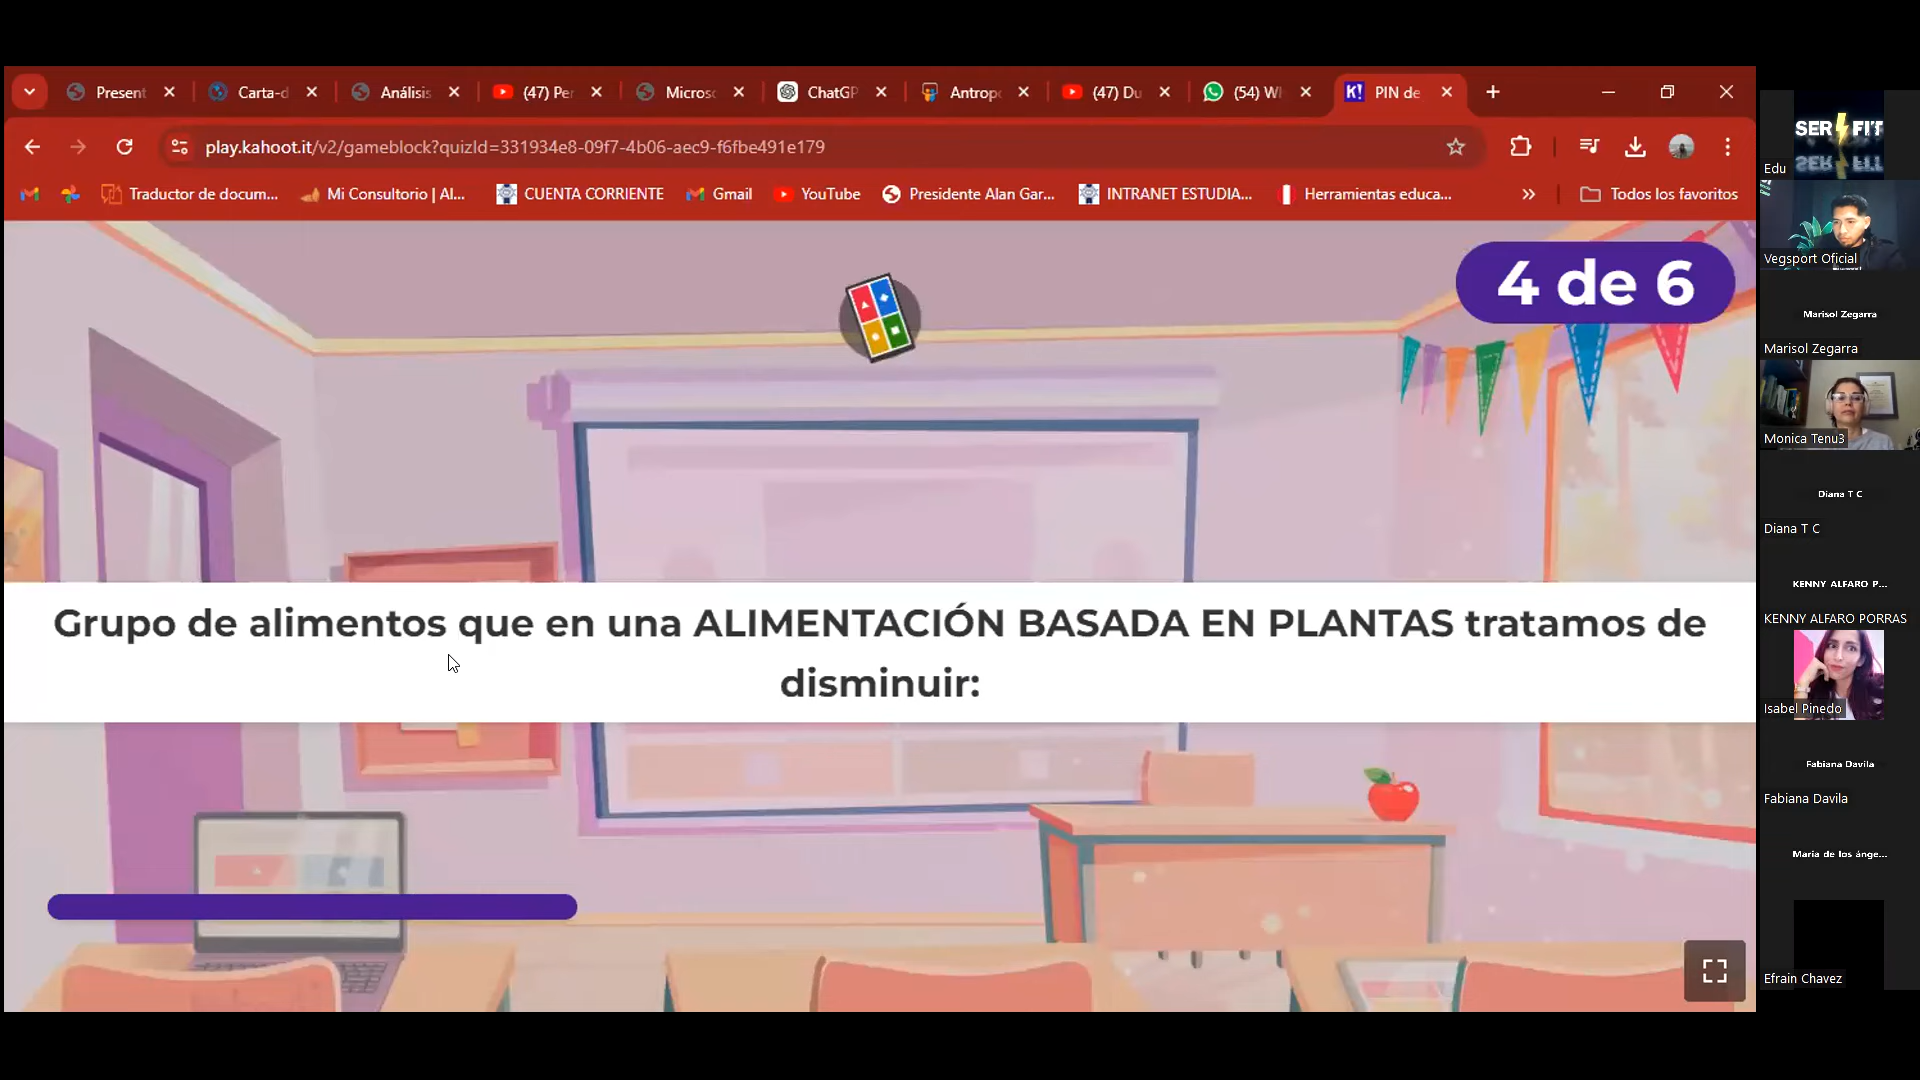 Present
Carta-d
Análisis
(47) Per
Microso
ChatGP
Antropo
(47) Du
(54) Wh
PIN de
play.kahoot.it/v2/gameblock?quizId=331934e8-09f7-4b06-aec9-f6fbe491e179
Traductor de docum...
Mi Consultorio | Al...
CUENTA CORRIENTE
Gmail
YouTube
Presidente Alan Gar...
INTRANET ESTUDIA...
Herramientas educa...
Todos los favoritos
4 de 6
Grupo de alimentos que en una ALIMENTACIÓN BASADA EN PLANTAS tratamos de
disminuir:
SER FIT
Edu
Vegsport Oficial
Marisol Zegarra
Marisol Zegarra
Monica Tenu3
Diana T C
Diana T C
KENNY ALFARO P...
KENNY ALFARO PORRAS
Isabel Pinedo
Fabiana Davila
Fabiana Davila
Maria de los ánge...
Efrain Chavez